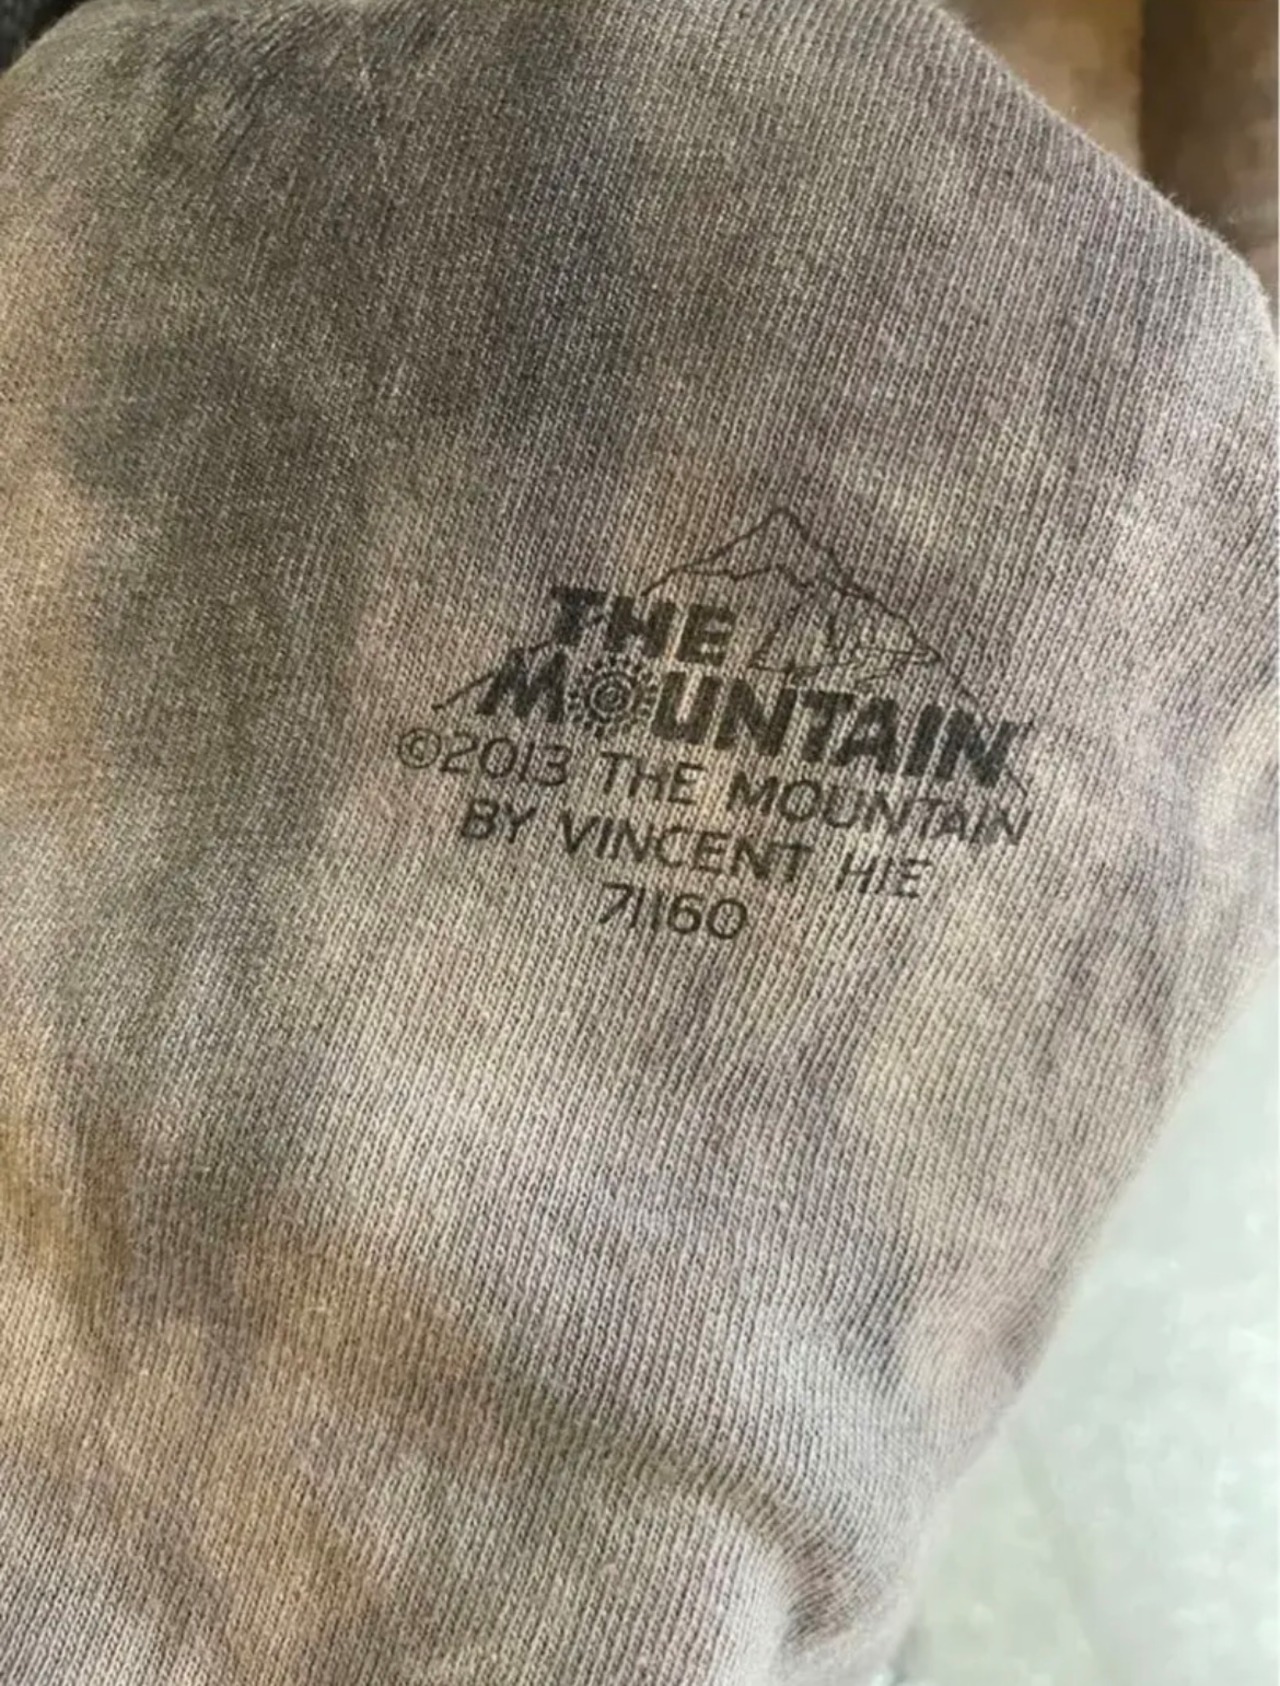 THE
MOUNTAIN
©2013 THE MOUNTAIN
BY VINCENT HIE
71160